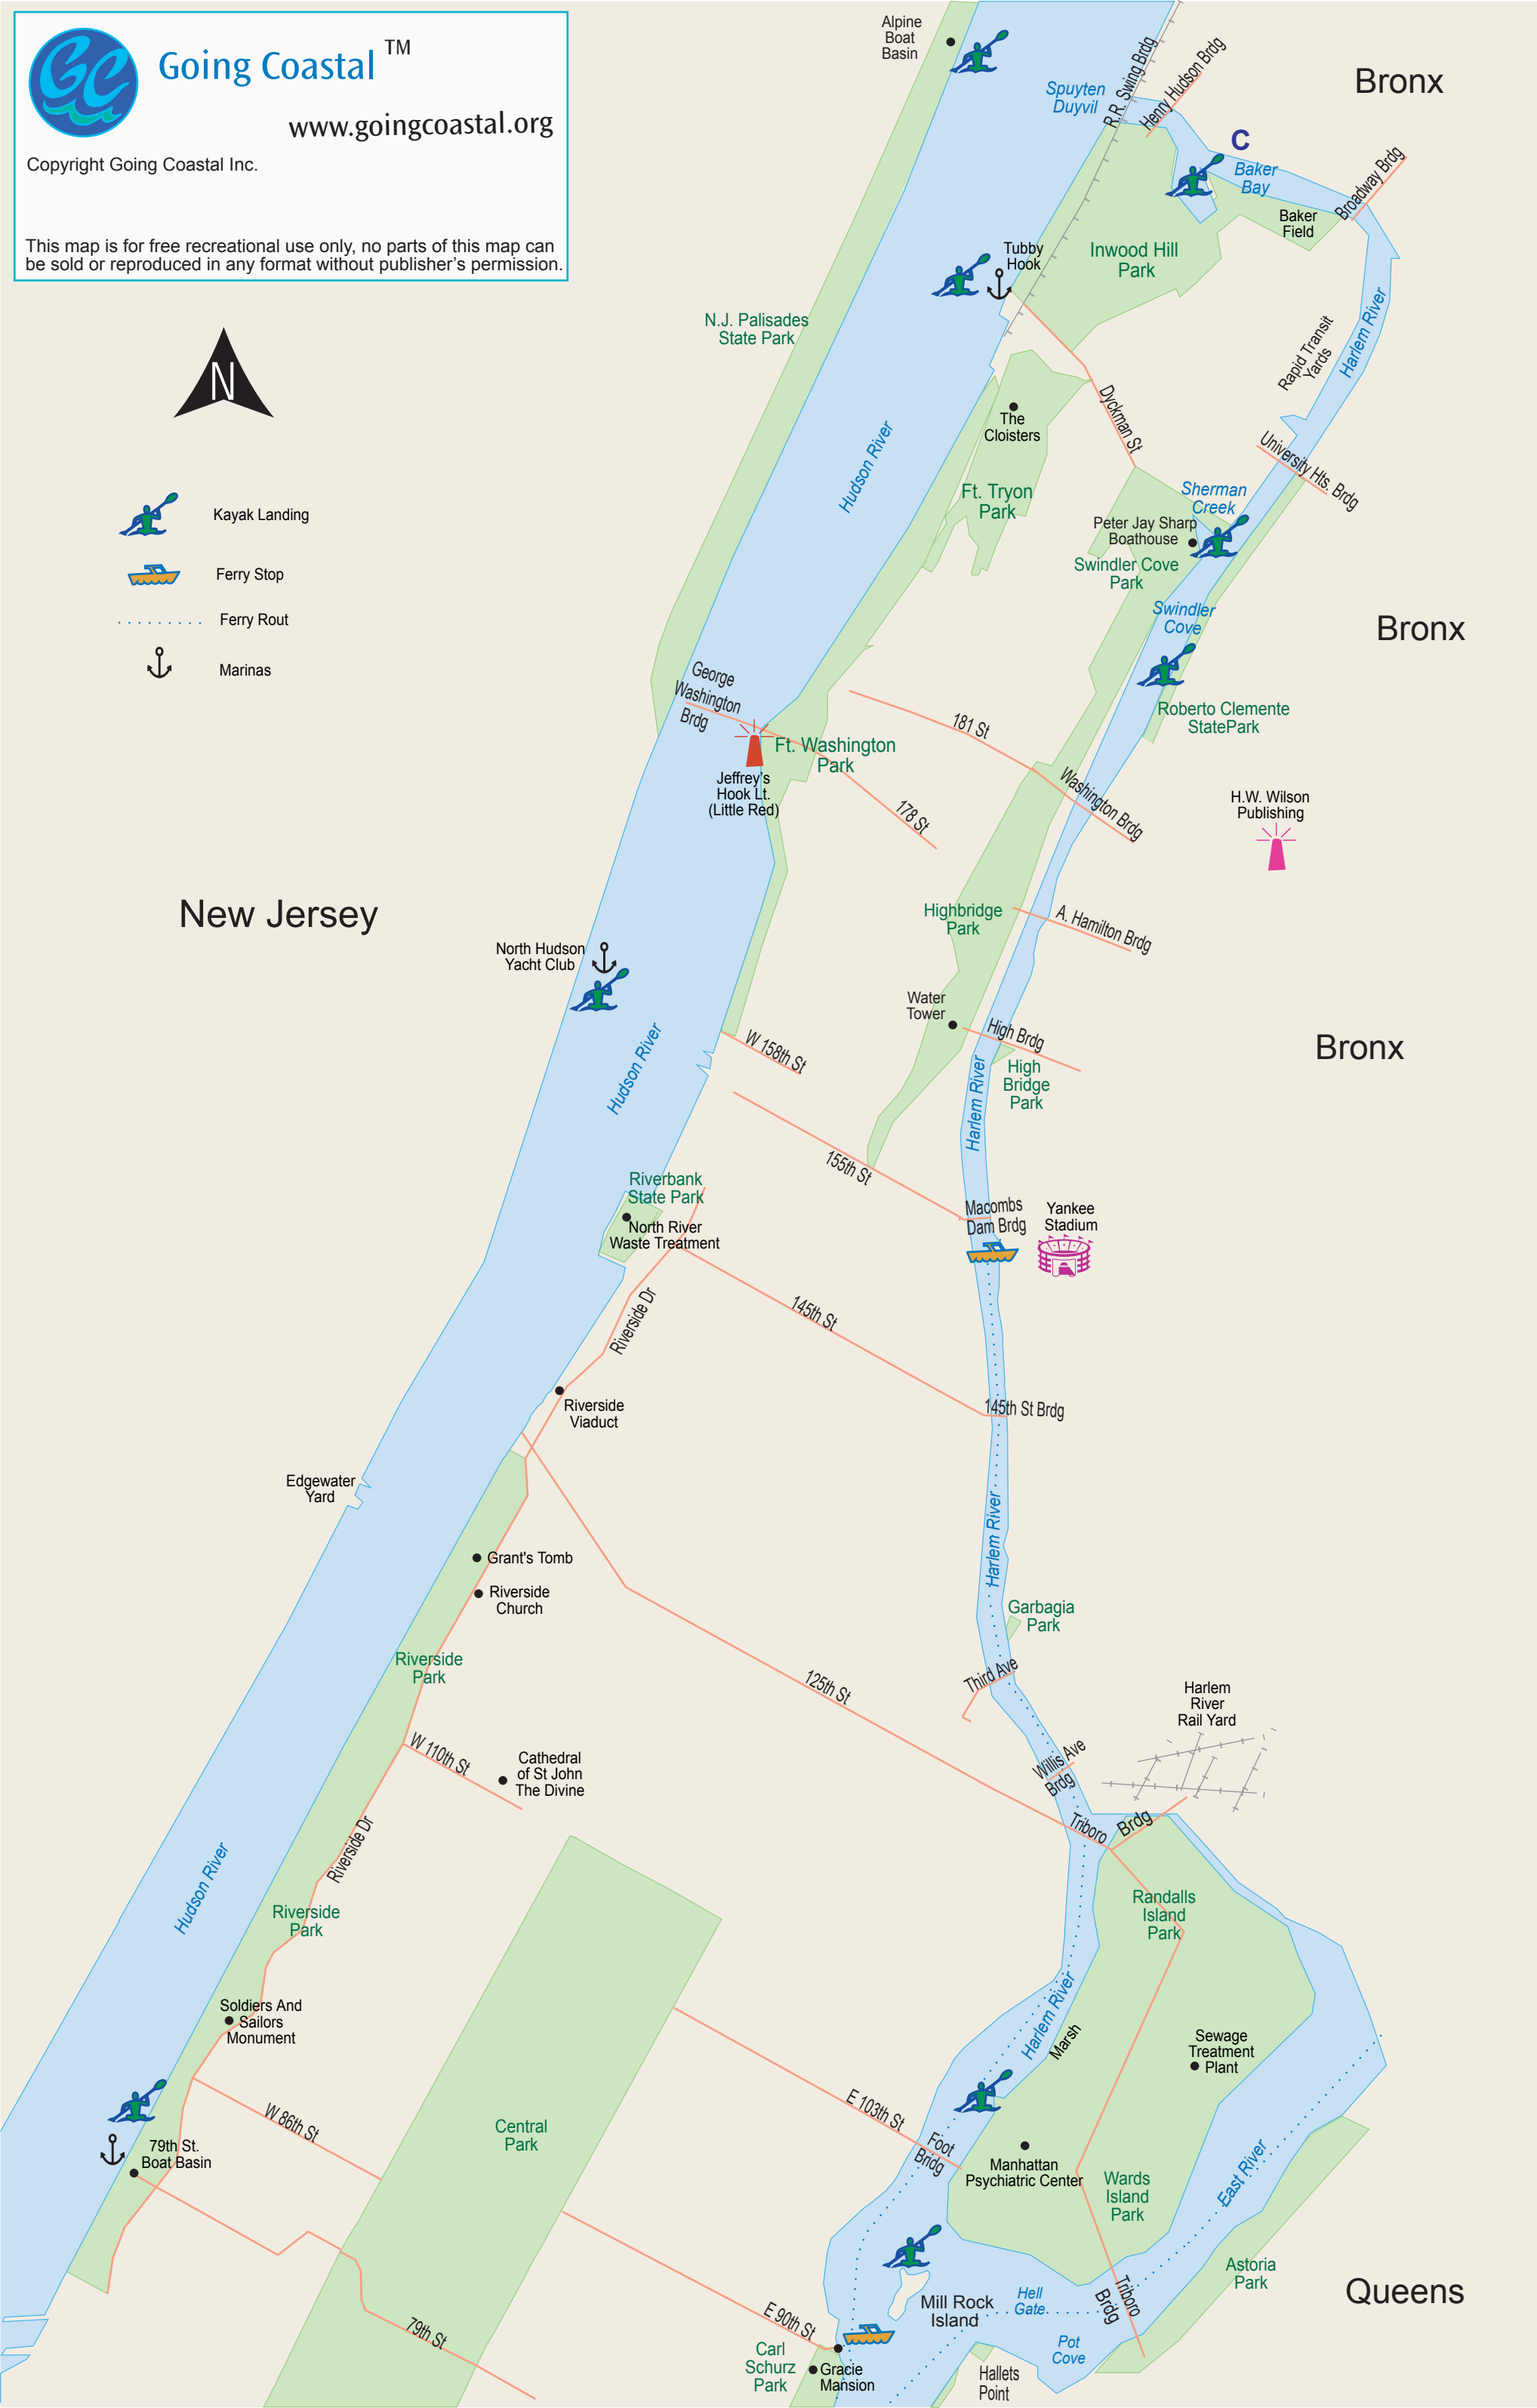 GC
Going Coastal TM
www.goingcoastal.org
Copyright Going Coastal Inc.
This map is for free recreational use only, no parts of this map can
be sold or reproduced in any format without publisher's permission.
N
Kayak Landing
Ferry Stop
Ferry Rout
Marinas
Alpine
Boat
Basin
Spuyten
Duyvil
R.R. Swing Brdg
Henry Hudson Brdg
Bronx
C
Baker
Bay
Broadway Brdg
Baker
Field
Tubby
Hook
Inwood Hill
Park
N.J. Palisades
State Park
Rapid Transit
Yards
Harlem River
The
Cloisters
Dyckman St
Hudson River
University Hts. Brdg
Ft. Tryon
Park
Sherman
Creek
Peter Jay Sharp
Boathouse
Swindler Cove
Park
Swindler
Cove
Bronx
George
Washington
Brdg
Roberto Clemente
StatePark
181 St
Ft. Washington
Park
Jeffrey's
Hook Lt.
(Little Red)
178 St
Washington Brdg
H.W. Wilson
Publishing
New Jersey
Highbridge
Park
A. Hamilton Brdg
North Hudson
Yacht Club
Water
Tower
High Brdg
Bronx
Hudson River
W 158th St
High
Bridge
Park
Harlem River
155th St
Riverbank
State Park
North River
Waste Treatment
Macombs
Dam Brdg
Yankee
Stadium
Riverside Dr
145th St
Riverside
Viaduct
145th St Brdg
Edgewater
Yard
Harlem River
Grant's Tomb
Riverside
Church
Garbagia
Park
Riverside
Park
125th St
Third Ave
Harlem
River
Rail Yard
W 110th St
Cathedral
of St John
The Divine
Willis Ave
Brdg
Triboro
Brdg
Riverside Dr
Hudson River
Riverside
Park
Randalls
Island
Park
Soldiers And
Sailors
Monument
Harlem River
Marsh
Sewage
Treatment
Plant
W 86th St
E 103th St
Central
Park
79th St.
Boat Basin
Foot
Bridg
Manhattan
Psychiatric Center
Wards
Island
Park
East River
Astoria
Park
Queens
Mill Rock
Island
Hell
Gate
Triboro
Brdg
E 90th St
79th St
Carl
Schurz
Park
Gracie
Mansion
Pot
Cove
Hallets
Point